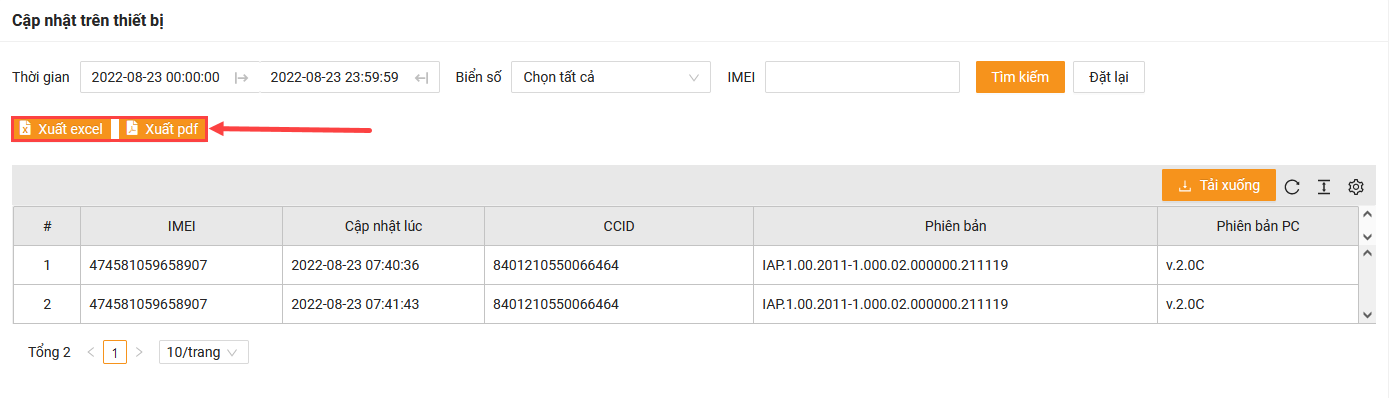 Cập nhật trên thiết bị
Thời gian 2022-08-23 00:00:00 2022-08-23 23:59:59 Biển số Chọn tất cả IMEI Tìm kiếm Đặt lại
Xuất excel Xuất pdf
Tải xuống
# IMEI Cập nhật lúc CCID Phiên bản Phiên bản PC
1 474581059658907 2022-08-23 07:40:36 8401210550066464 IAP.1.00.2011-1.000.02.000000.211119 v.2.0C
2 474581059658907 2022-08-23 07:41:43 8401210550066464 IAP.1.00.2011-1.000.02.000000.211119 v.2.0C
Tổng 2 1 10/trang